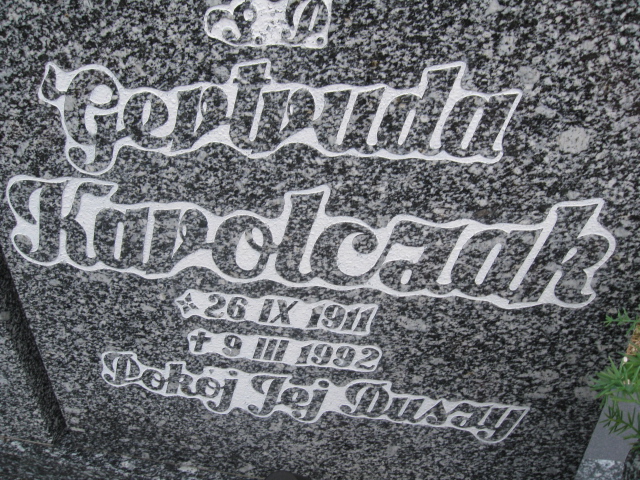 Gertruda
Karolczak
☆ 26 IX 1911
✝ 9 III 1992
Pokój Jej Duszy